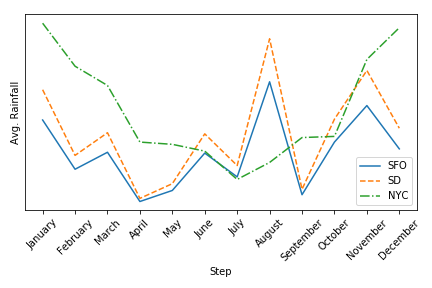 Avg. Rainfall
SFO
SD
NYC
January
February
March
April
May
June
July
August
September
October
November
December
Step